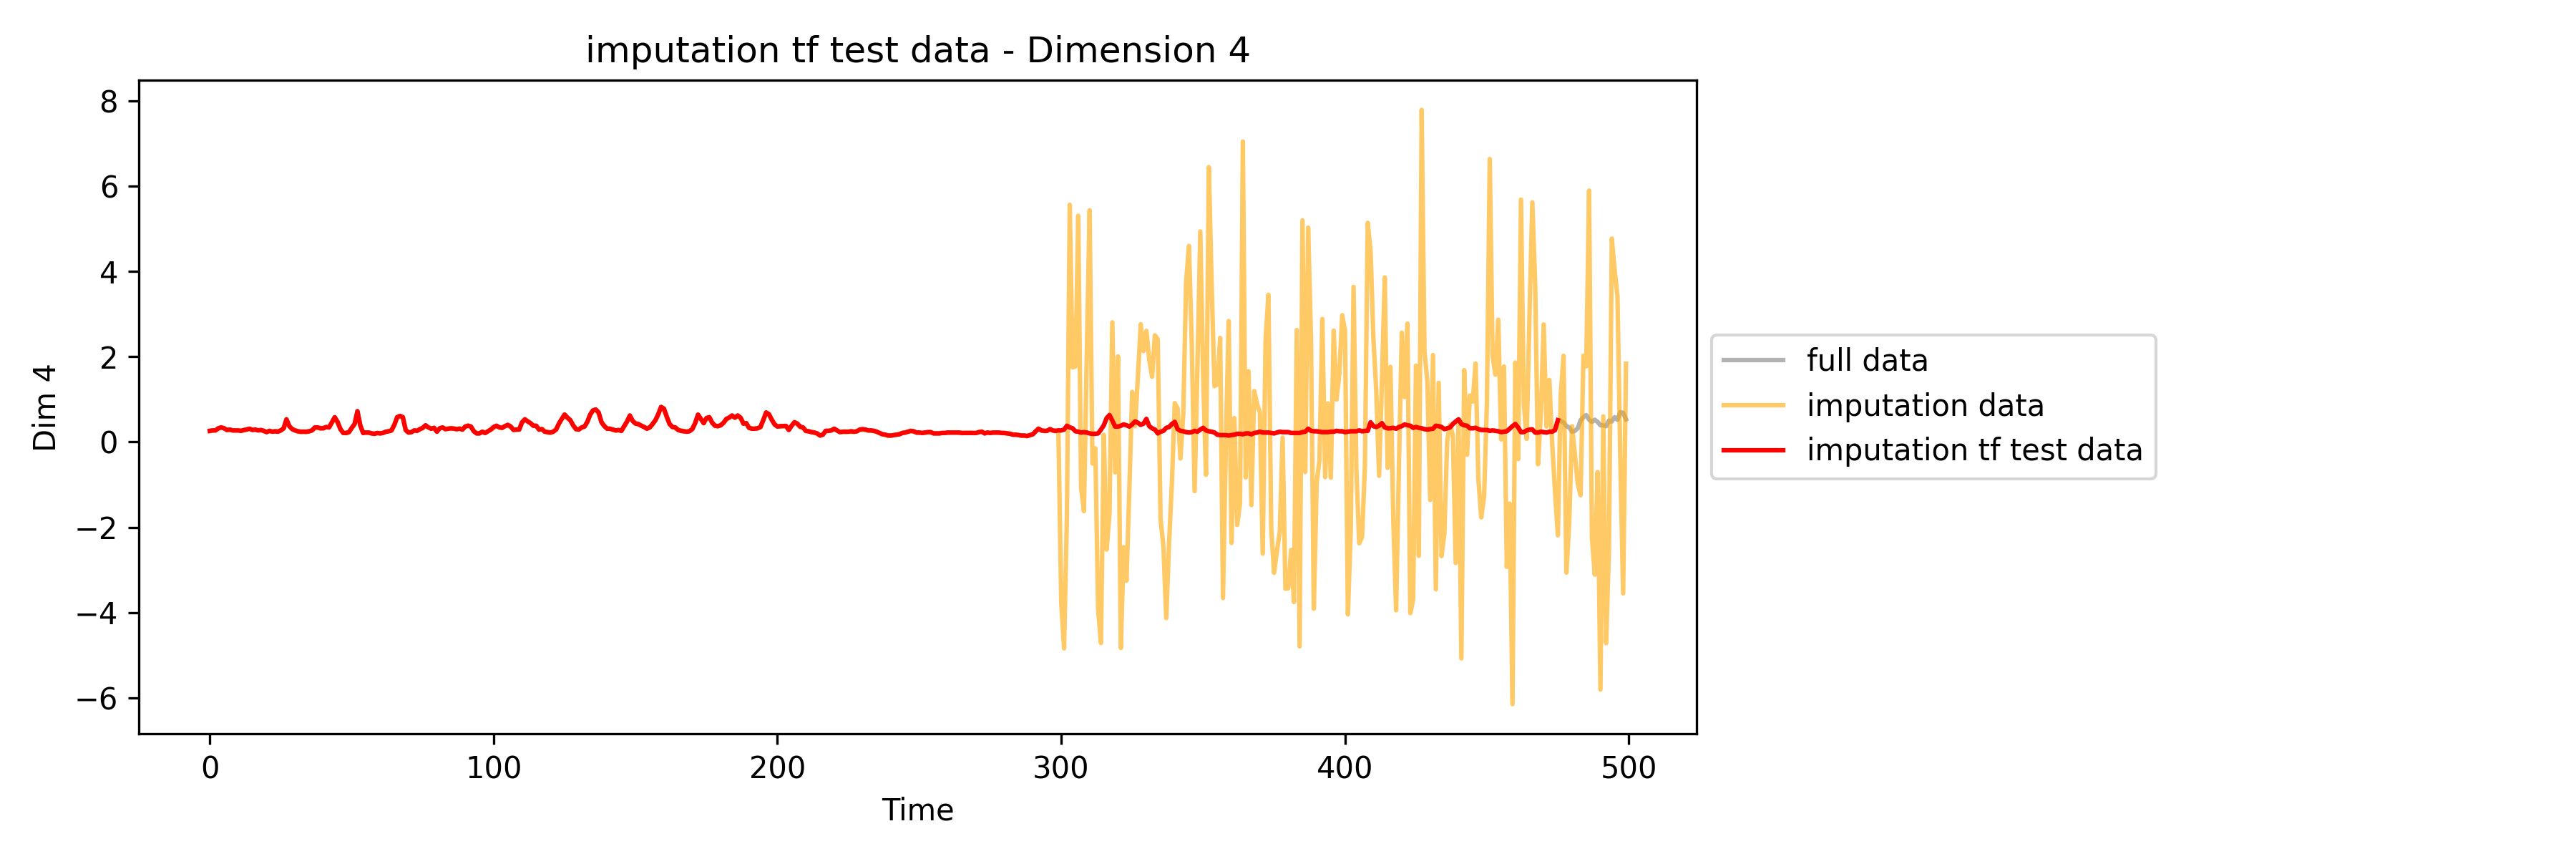 imputation tf test data - Dimension 4
8
6
4
2
0
−2
−4
−6
Dim 4
0 100 200 300 400 500
Time
full data
imputation data
imputation tf test data